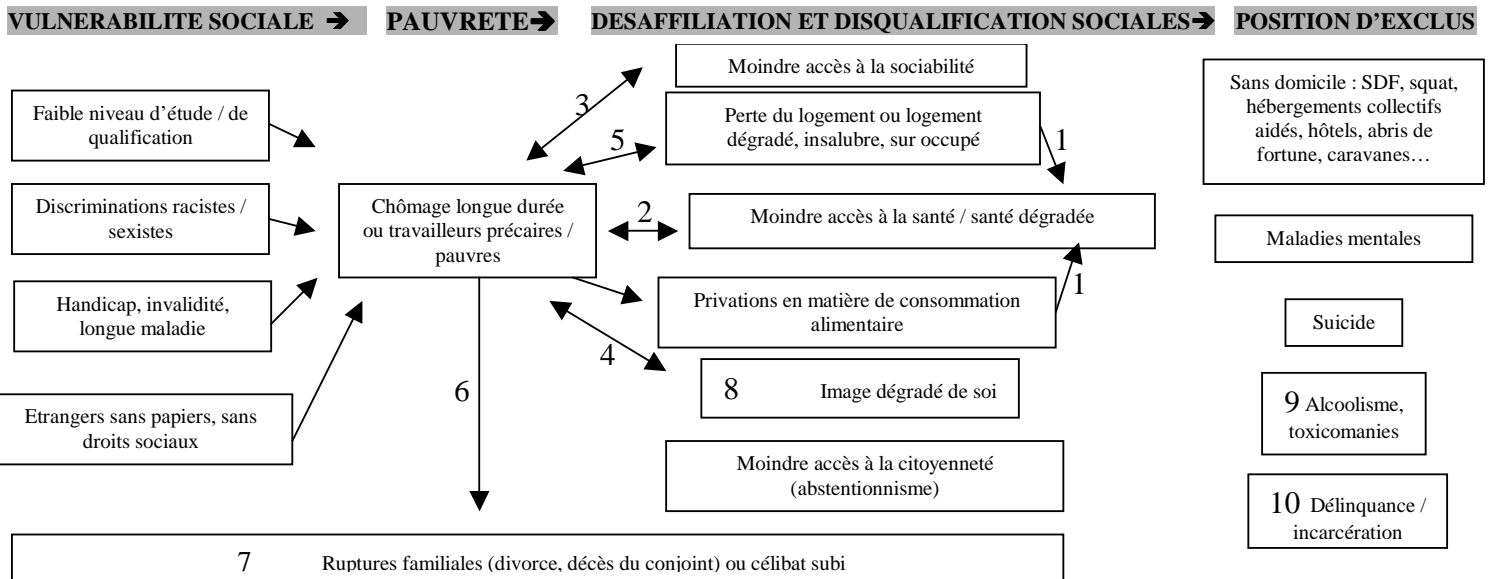 VULNERABILITE SOCIALE ➔ PAUVRETE➔ DESAFFILIATION ET DISQUALIFICATION SOCIALES➔ POSITION D'EXCLUS
Faible niveau d'étude / de
qualification
Discriminations racistes /
sexistes
Handicap, invalidité,
longue maladie
Etrangers sans papiers, sans
droits sociaux
Chômage longue durée
ou travailleurs précaires /
pauvres
3
5
2
4
6
Moindre accès à la sociabilité
Perte du logement ou logement
dégradé, insalubre, sur occupé
1
Moindre accès à la santé / santé dégradée
1
Privations en matière de consommation
alimentaire
8 Image dégradé de soi
Moindre accès à la citoyenneté
(abstentionnisme)
7 Ruptures familiales (divorce, décès du conjoint) ou célibat subi
Sans domicile : SDF, squat,
hébergements collectifs
aidés, hôtels, abris de
fortune, caravanes…
Maladies mentales
Suicide
9 Alcoolisme,
toxicomanies
10 Délinquance /
incarcération